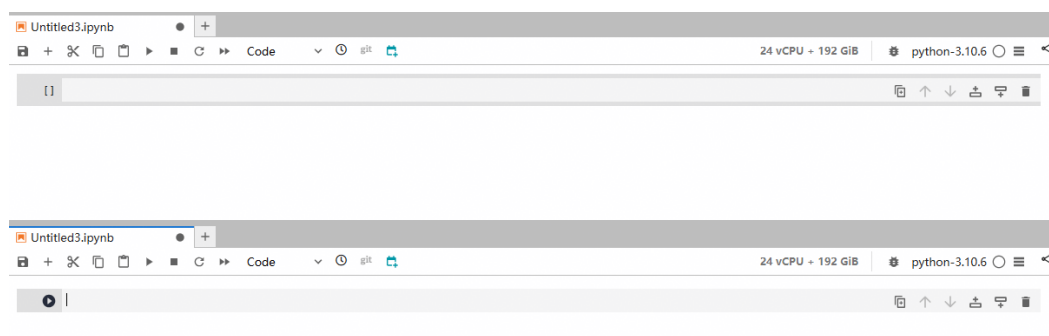 Untitled3.ipynb
Code git 24 vCPU + 192 GiB python-3.10.6
[ ]
Untitled3.ipynb
Code git 24 vCPU + 192 GiB python-3.10.6